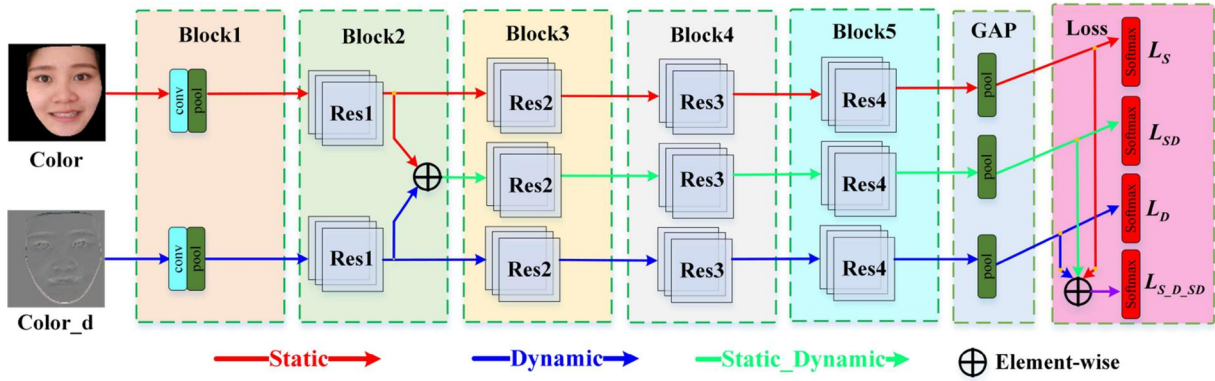 Block1 Block2 Block3 Block4 Block5 GAP Loss
Color
conv pool Res1 Res2 Res3 Res4 pool Softmax L_S
Res2 Res3 Res4 pool Softmax L_SD
Color_d
conv pool Res1 Res2 Res3 Res4 pool Softmax L_D
Softmax L_S_D_SD
Static Dynamic Static_Dynamic Element-wise